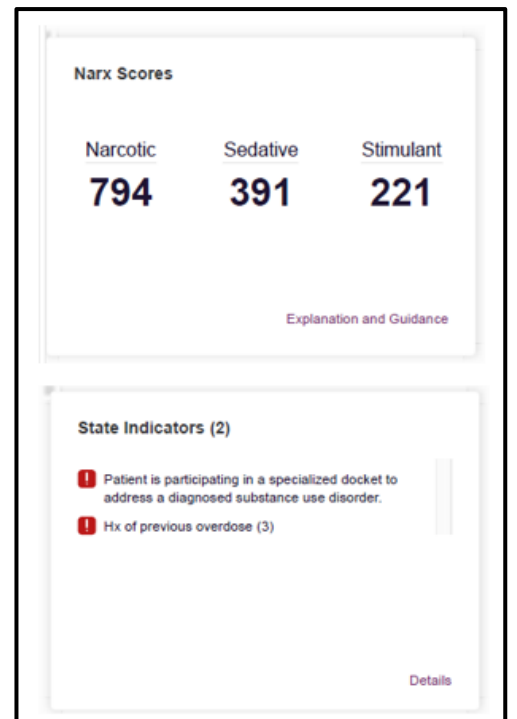 Narx Scores
Narcotic Sedative Stimulant
794 391 221
Explanation and Guidance
State Indicators (2)
! Patient is participating in a specialized docket to
address a diagnosed substance use disorder.
! Hx of previous overdose (3)
Details